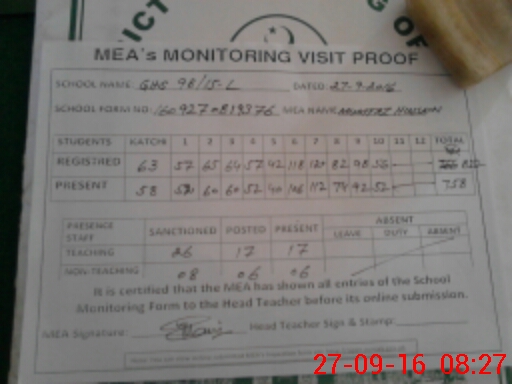 MEA's MONITORING VISIT PROOF
SCHOOL NAME: GHS 98/15-L DATED: 27-9-2016
SCHOOL FORM NO: MEA NAME
STUDENTS KATCHI 1 2 3 4 5 6 7 8 9 10 11 12 TOTAL
REGISTRED 63 57 65 64 57 42 118 120 82 98 56
PRESENT 58 60 60 52 40 106 112 74 92 52 758
PRESENCE STAFF SANCTIONED POSTED PRESENT ABSENT
LEAVE DUTY ABSENT
TEACHING 26 17 17
NON-TEACHING 08 06 06
It is certified that the MEA has shown all entries of the School
Monitoring Form to the Head Teacher before its online submission.
MEA Signature: Head Teacher Sign & Stamp:
27-09-16 08:27